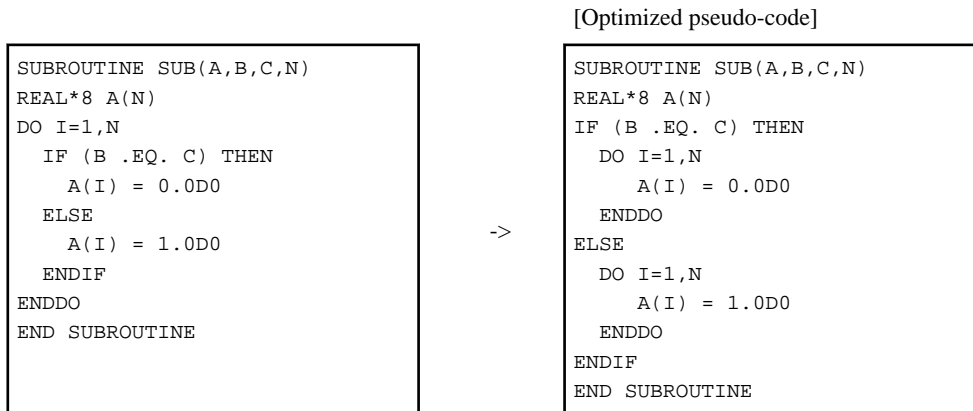 [Optimized pseudo-code]
SUBROUTINE SUB(A,B,C,N)
REAL*8 A(N)
DO I=1,N
  IF (B .EQ. C) THEN
    A(I) = 0.0D0
  ELSE
    A(I) = 1.0D0
  ENDIF
ENDDO
END SUBROUTINE
->
SUBROUTINE SUB(A,B,C,N)
REAL*8 A(N)
IF (B .EQ. C) THEN
  DO I=1,N
     A(I) = 0.0D0
  ENDDO
ELSE
  DO I=1,N
     A(I) = 1.0D0
  ENDDO
ENDIF
END SUBROUTINE